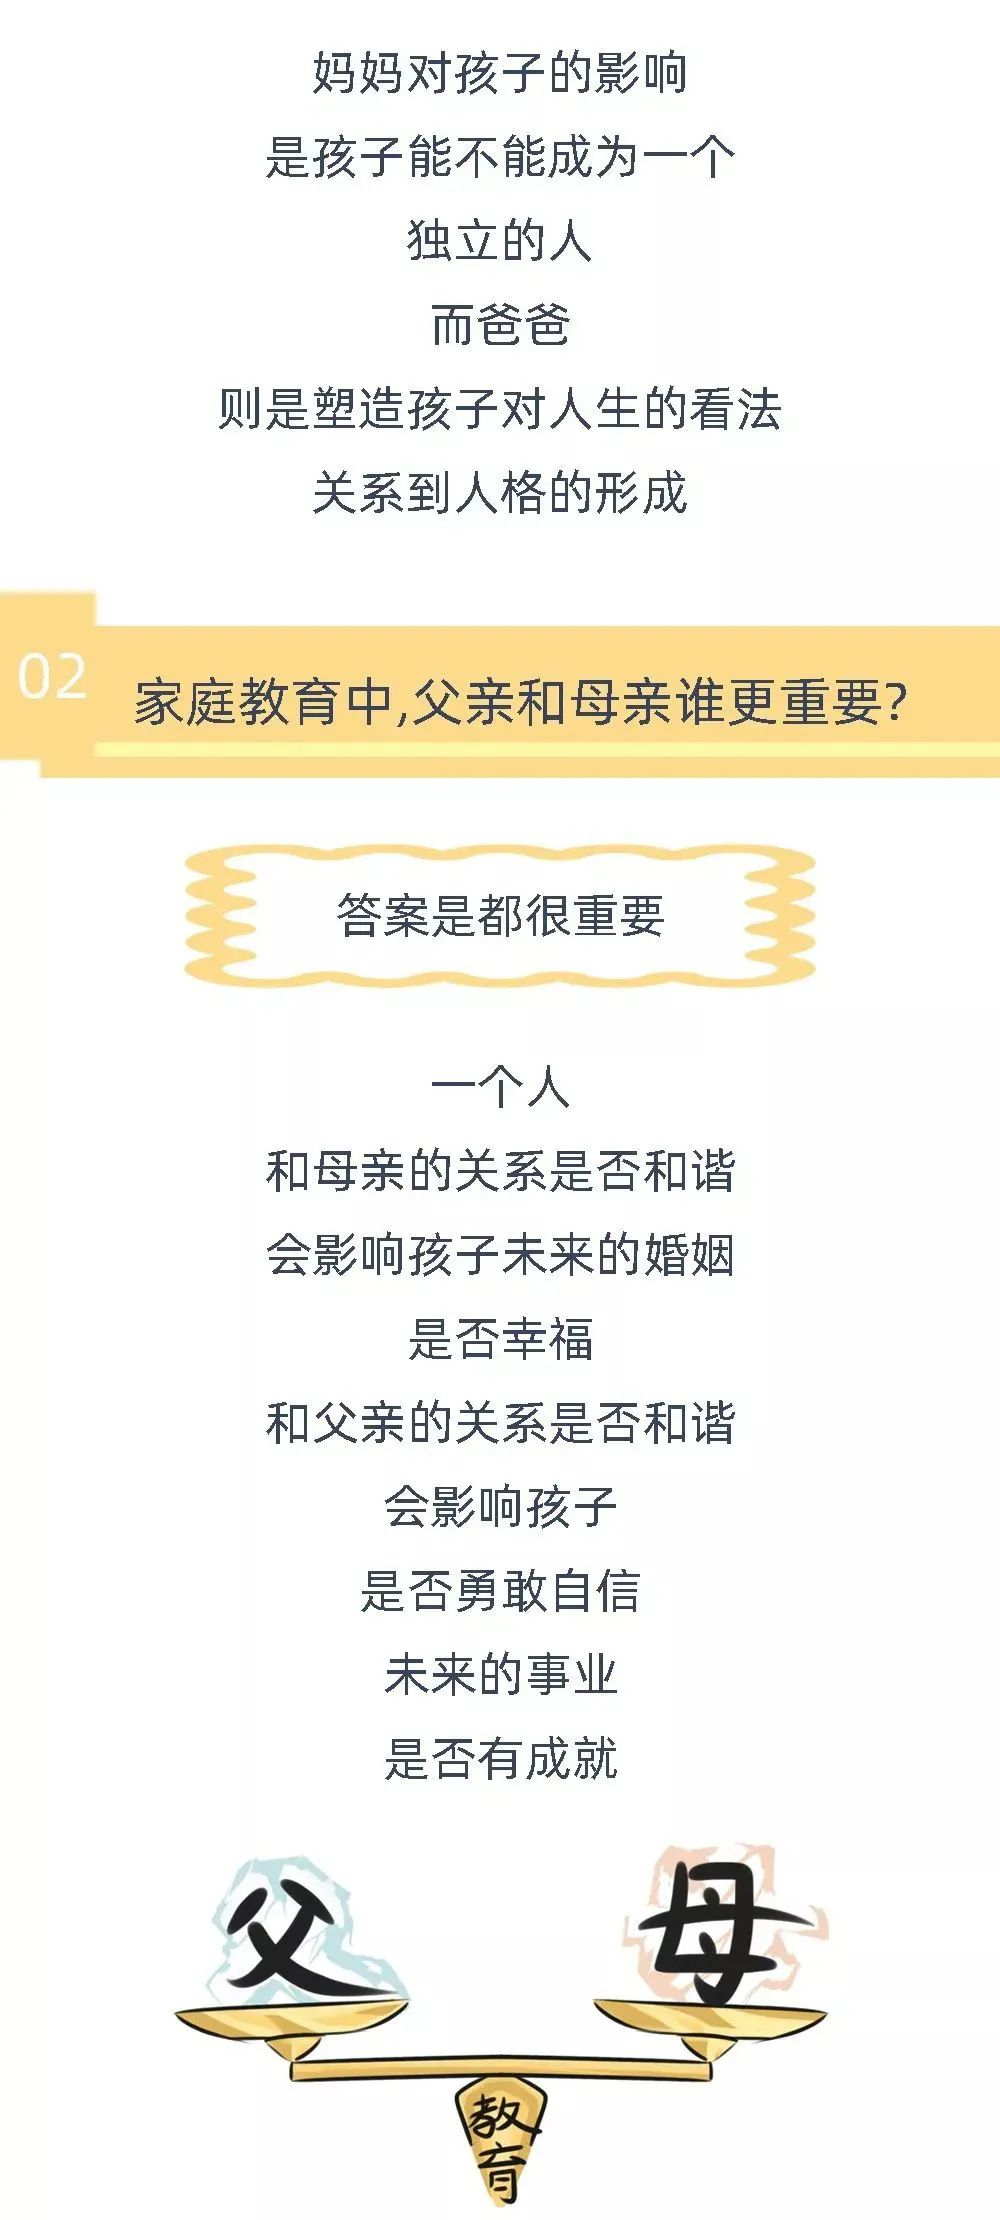 妈妈对孩子的影响
是孩子能不能成为一个
独立的人
而爸爸
则是塑造孩子对人生的看法
关系到人格的形成
02
家庭教育中,父亲和母亲谁更重要?
答案是都很重要
一个人
和母亲的关系是否和谐
会影响孩子未来的婚姻
是否幸福
和父亲的关系是否和谐
会影响孩子
是否勇敢自信
未来的事业
是否有成就
父
母
教
育